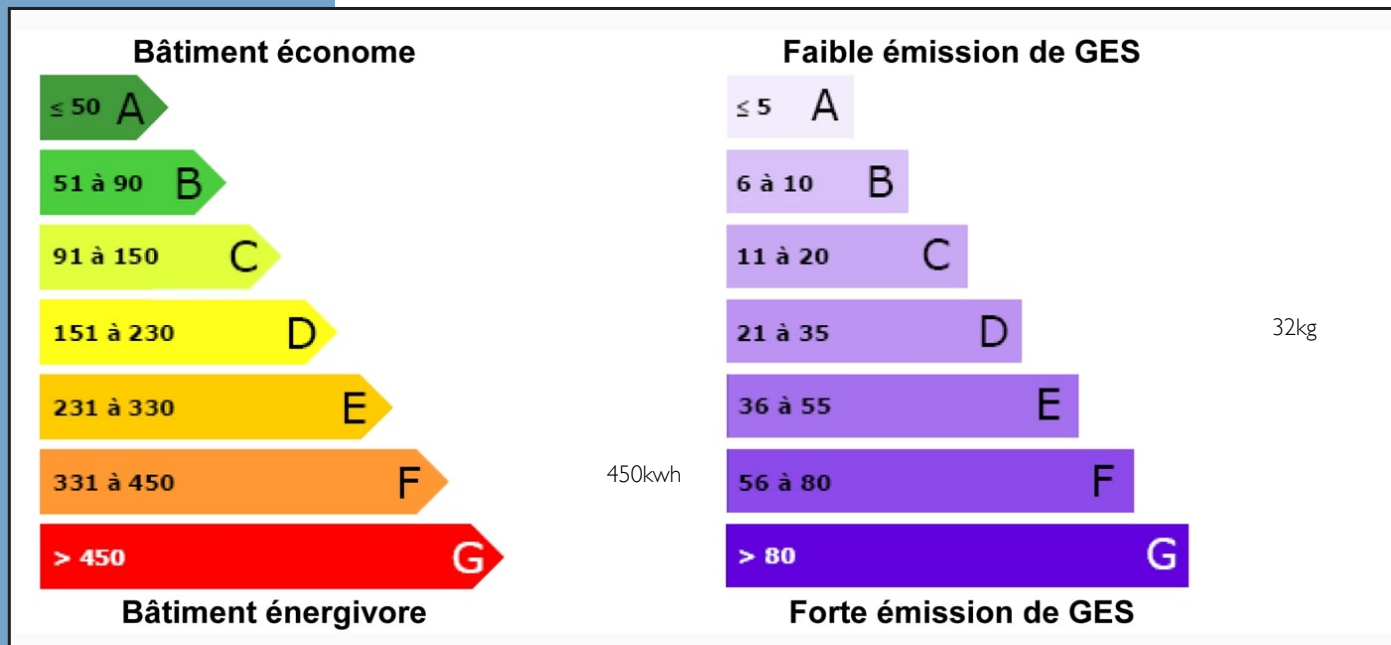 Bâtiment économe
≤ 50 A
51 à 90 B
91 à 150 C
151 à 230 D
231 à 330 E
331 à 450 F
450kwh
> 450 G
Bâtiment énergivore
Faible émission de GES
≤ 5 A
6 à 10 B
11 à 20 C
21 à 35 D
32kg
36 à 55 E
56 à 80 F
> 80 G
Forte émission de GES